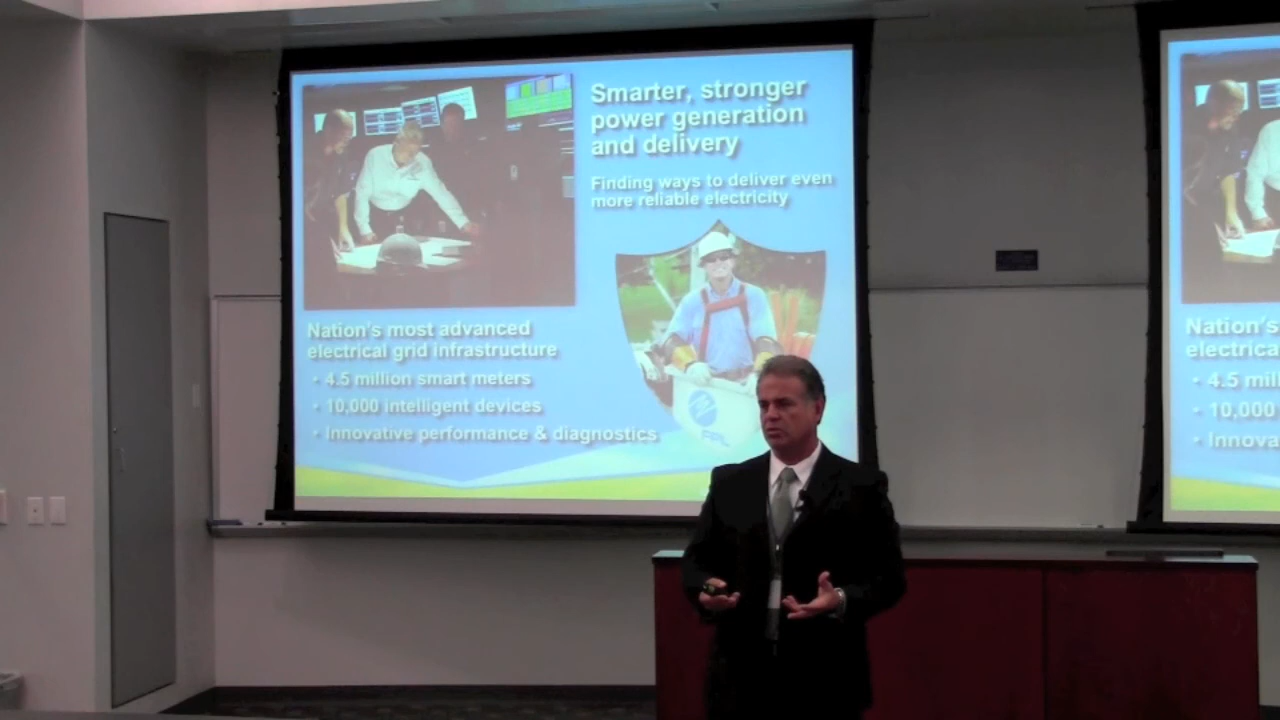 Smarter, stronger
power generation
and delivery
Finding ways to deliver even
more reliable electricity
Nation's most advanced
electrical grid infrastructure
• 4.5 million smart meters
• 10,000 intelligent devices
• Innovative performance & diagnostics
Nation's
electrica
• 4.5 mill
• 10,000
• Innova